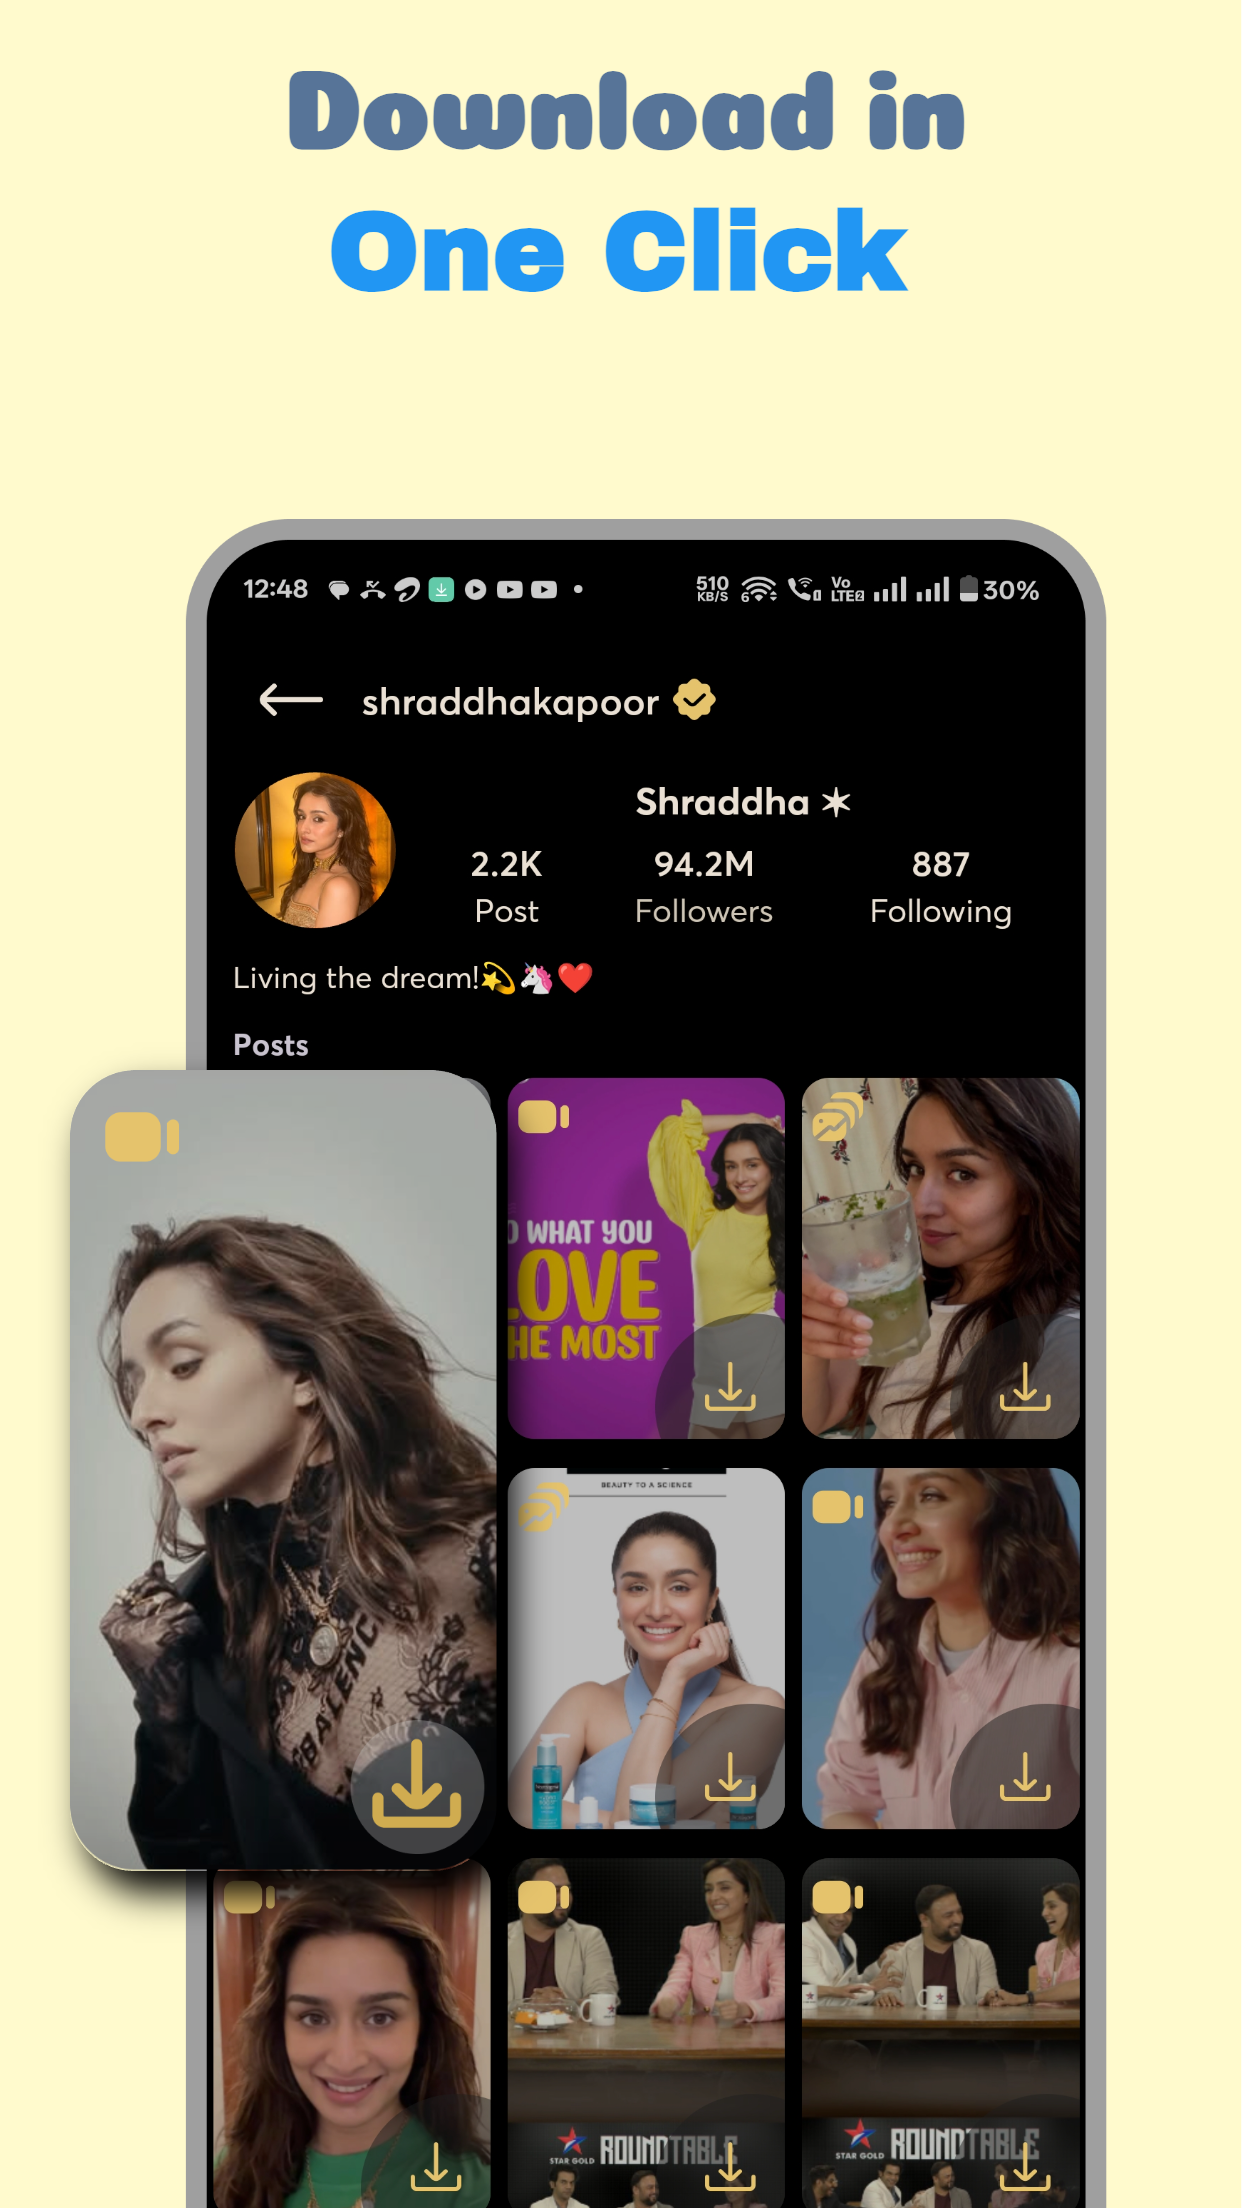 Download in
One Click
12:48
510
KB/S
6
Vo
LTE2
30%
shraddhakapoor
Shraddha ✶
2.2K
94.2M
887
Post
Followers
Following
Living the dream!💫🦄❤️
Posts
O WHAT YOU
LOVE
HE MOST
BEAUTY TO A SCIENCE
STAR GOLD ROUNDTABLE
STAR GOLD ROUNDTABLE